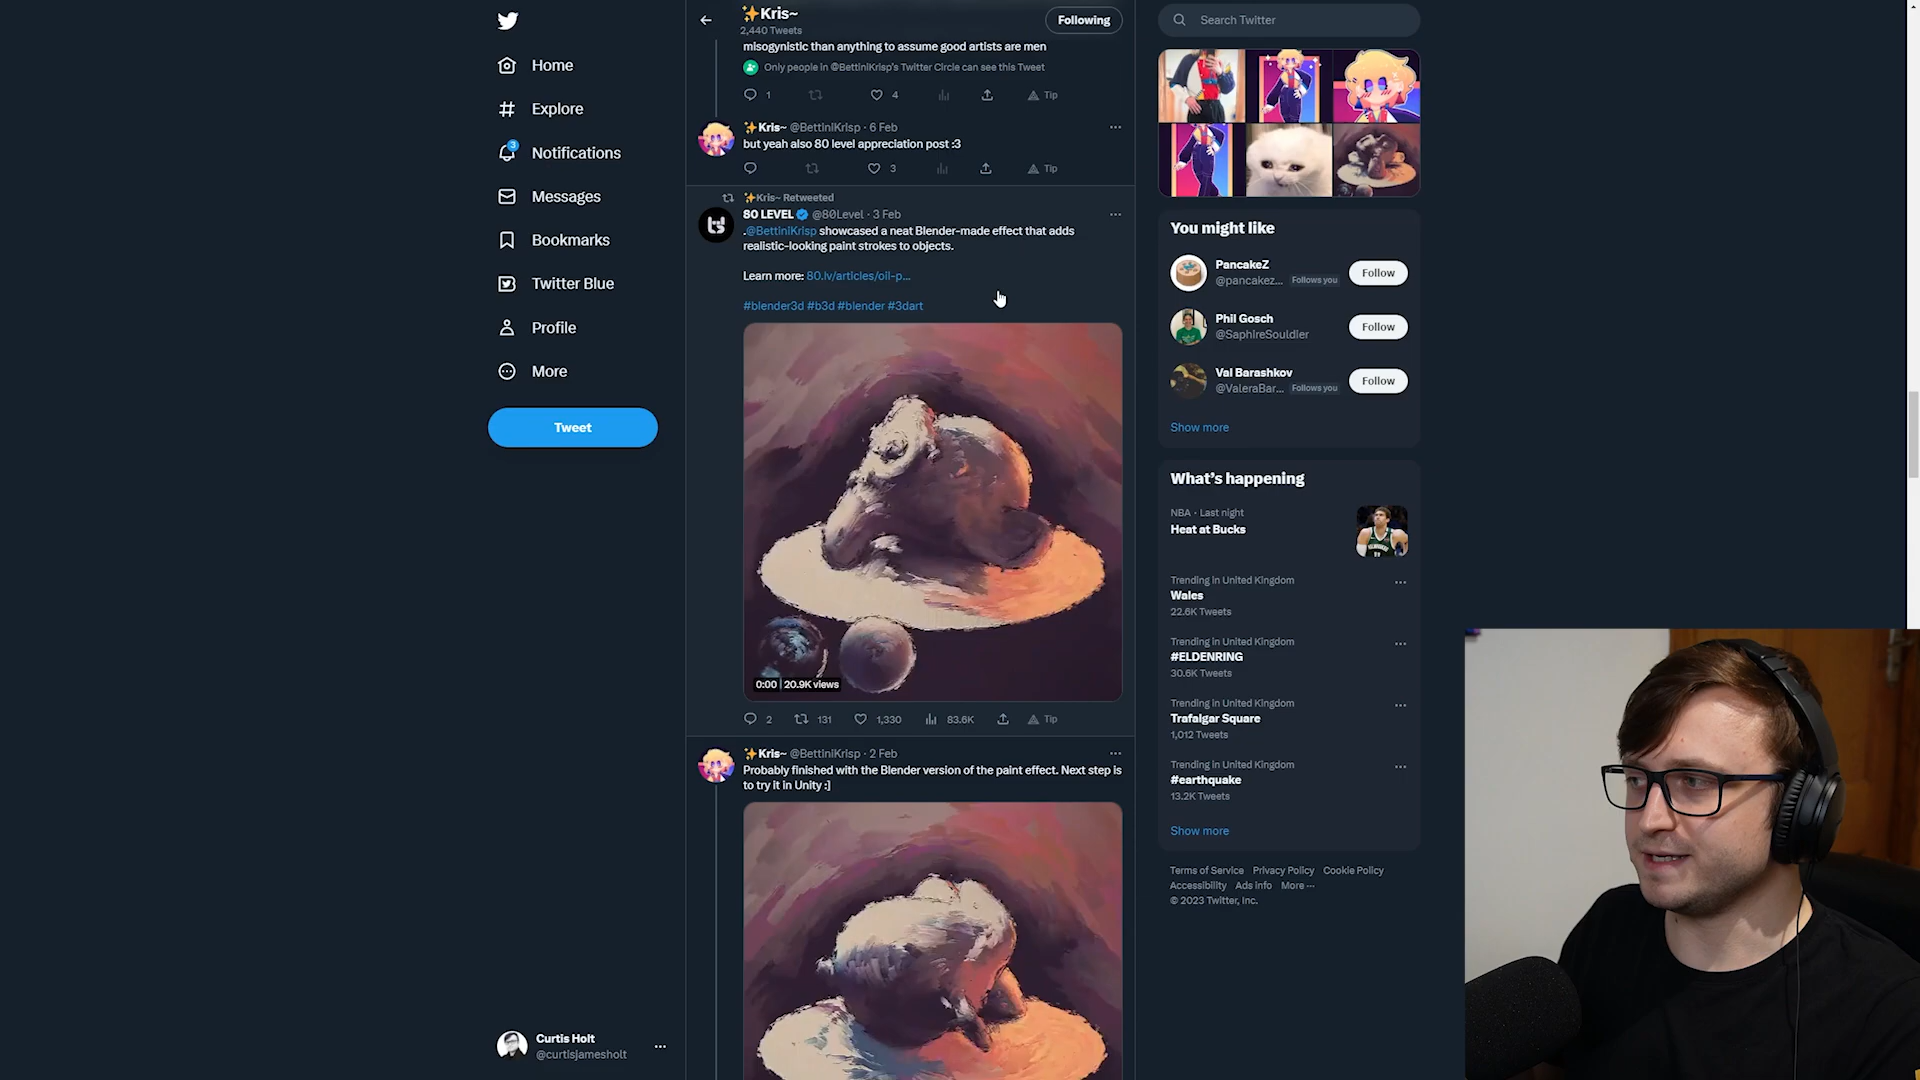 Home
Explore
3
Notifications
Messages
Bookmarks
Twitter Blue
Profile
More
Tweet
Curtis Holt
@curtisjamesholt
✨Kris~
2,440 Tweets
Following
misogynistic than anything to assume good artists are men
Only people in @BettiniKrisp's Twitter Circle can see this Tweet
1 4 Tip
✨Kris~ @BettiniKrisp · 6 Feb
but yeah also 80 level appreciation post :3
3 Tip
✨Kris~ Retweeted
80 LEVEL @80Level · 3 Feb
.@BettiniKrisp showcased a neat Blender-made effect that adds
realistic-looking paint strokes to objects.
Learn more: 80.lv/articles/oil-p...
#blender3d #b3d #blender #3dart
0:00 | 20.9K views
2 131 1,330 83.6K Tip
✨Kris~ @BettiniKrisp · 2 Feb
Probably finished with the Blender version of the paint effect. Next step is
to try it in Unity :]
Search Twitter
You might like
PancakeZ
@pancakez... Follows you
Follow
Phil Gosch
@SaphireSouldier
Follow
Val Barashkov
@ValeraBar... Follows you
Follow
Show more
What's happening
NBA · Last night
Heat at Bucks
Trending in United Kingdom
Wales
22.6K Tweets
Trending in United Kingdom
#ELDENRING
30.6K Tweets
Trending in United Kingdom
Trafalgar Square
1,012 Tweets
Trending in United Kingdom
#earthquake
13.2K Tweets
Show more
Terms of Service Privacy Policy Cookie Policy
Accessibility Ads info More ...
© 2023 Twitter, Inc.